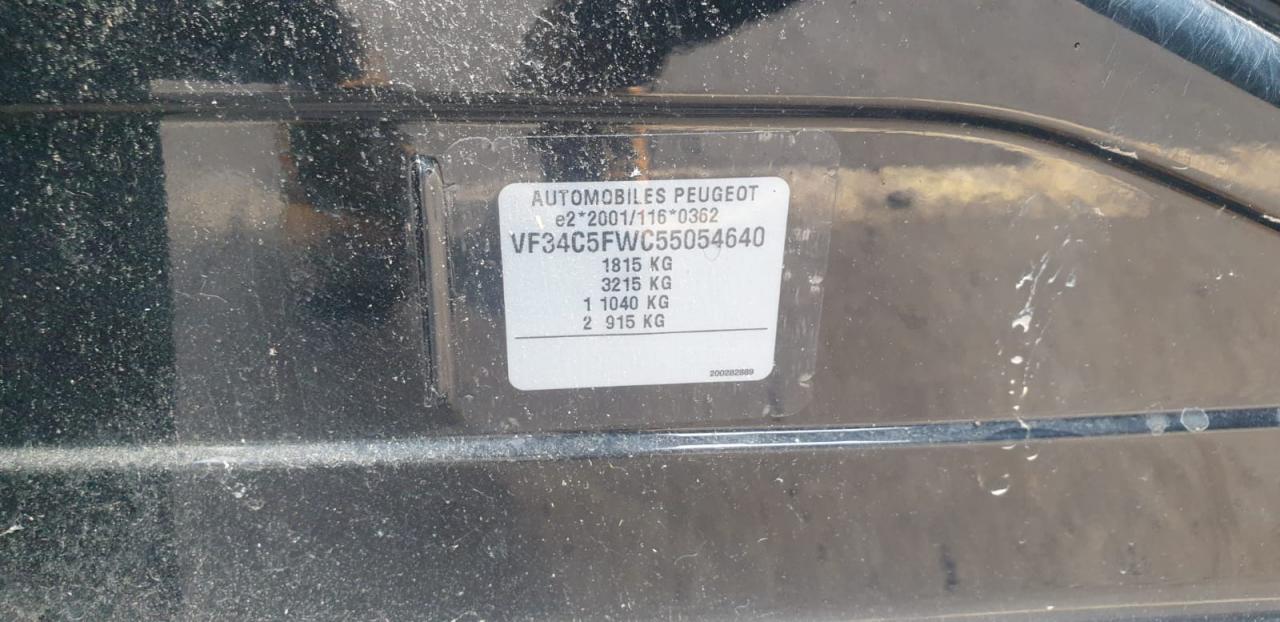 AUTOMOBILES PEUGEOT
e2*2001/116*0362
VF34C5FWC55054640
1815 KG
3215 KG
1 1040 KG
2 915 KG
200282889